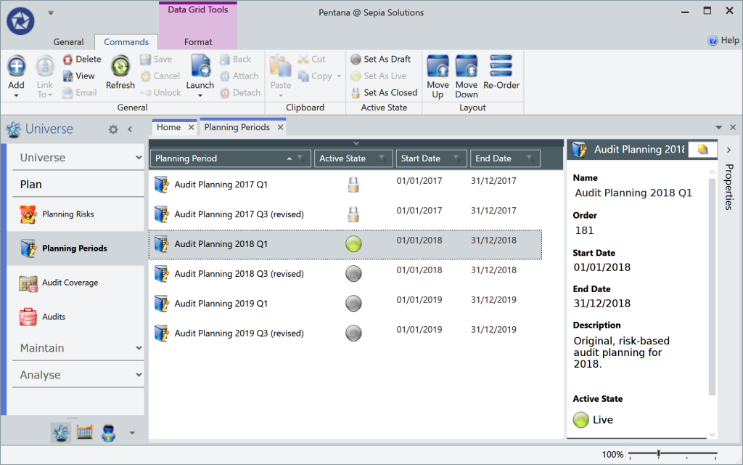 Data Grid Tools
Pentana @ Sepia Solutions
General Commands Format
Help
Add
Link To
Delete
View
Email
Refresh
Save
Cancel
Unlock
Launch
Back
Attach
Detach
General
Paste
Cut
Copy
Clipboard
Set As Draft
Set As Live
Set As Closed
Active State
Move Up
Move Down
Re-Order
Layout
Universe
Home
Planning Periods
Universe
Plan
Planning Risks
Planning Periods
Audit Coverage
Audits
Maintain
Analyse
Planning Period Active State Start Date End Date
Audit Planning 2017 Q1 01/01/2017 31/12/2017
Audit Planning 2017 Q3 (revised) 01/01/2017 31/12/2017
Audit Planning 2018 Q1 01/01/2018 31/12/2018
Audit Planning 2018 Q3 (revised) 01/01/2018 31/12/2018
Audit Planning 2019 Q1 01/01/2019 31/12/2019
Audit Planning 2019 Q3 (revised) 01/01/2019 31/12/2019
Audit Planning 2018
Name
Audit Planning 2018 Q1
Order
181
Start Date
01/01/2018
End Date
31/12/2018
Description
Original, risk-based
audit planning for
2018.
Active State
Live
Properties
100%